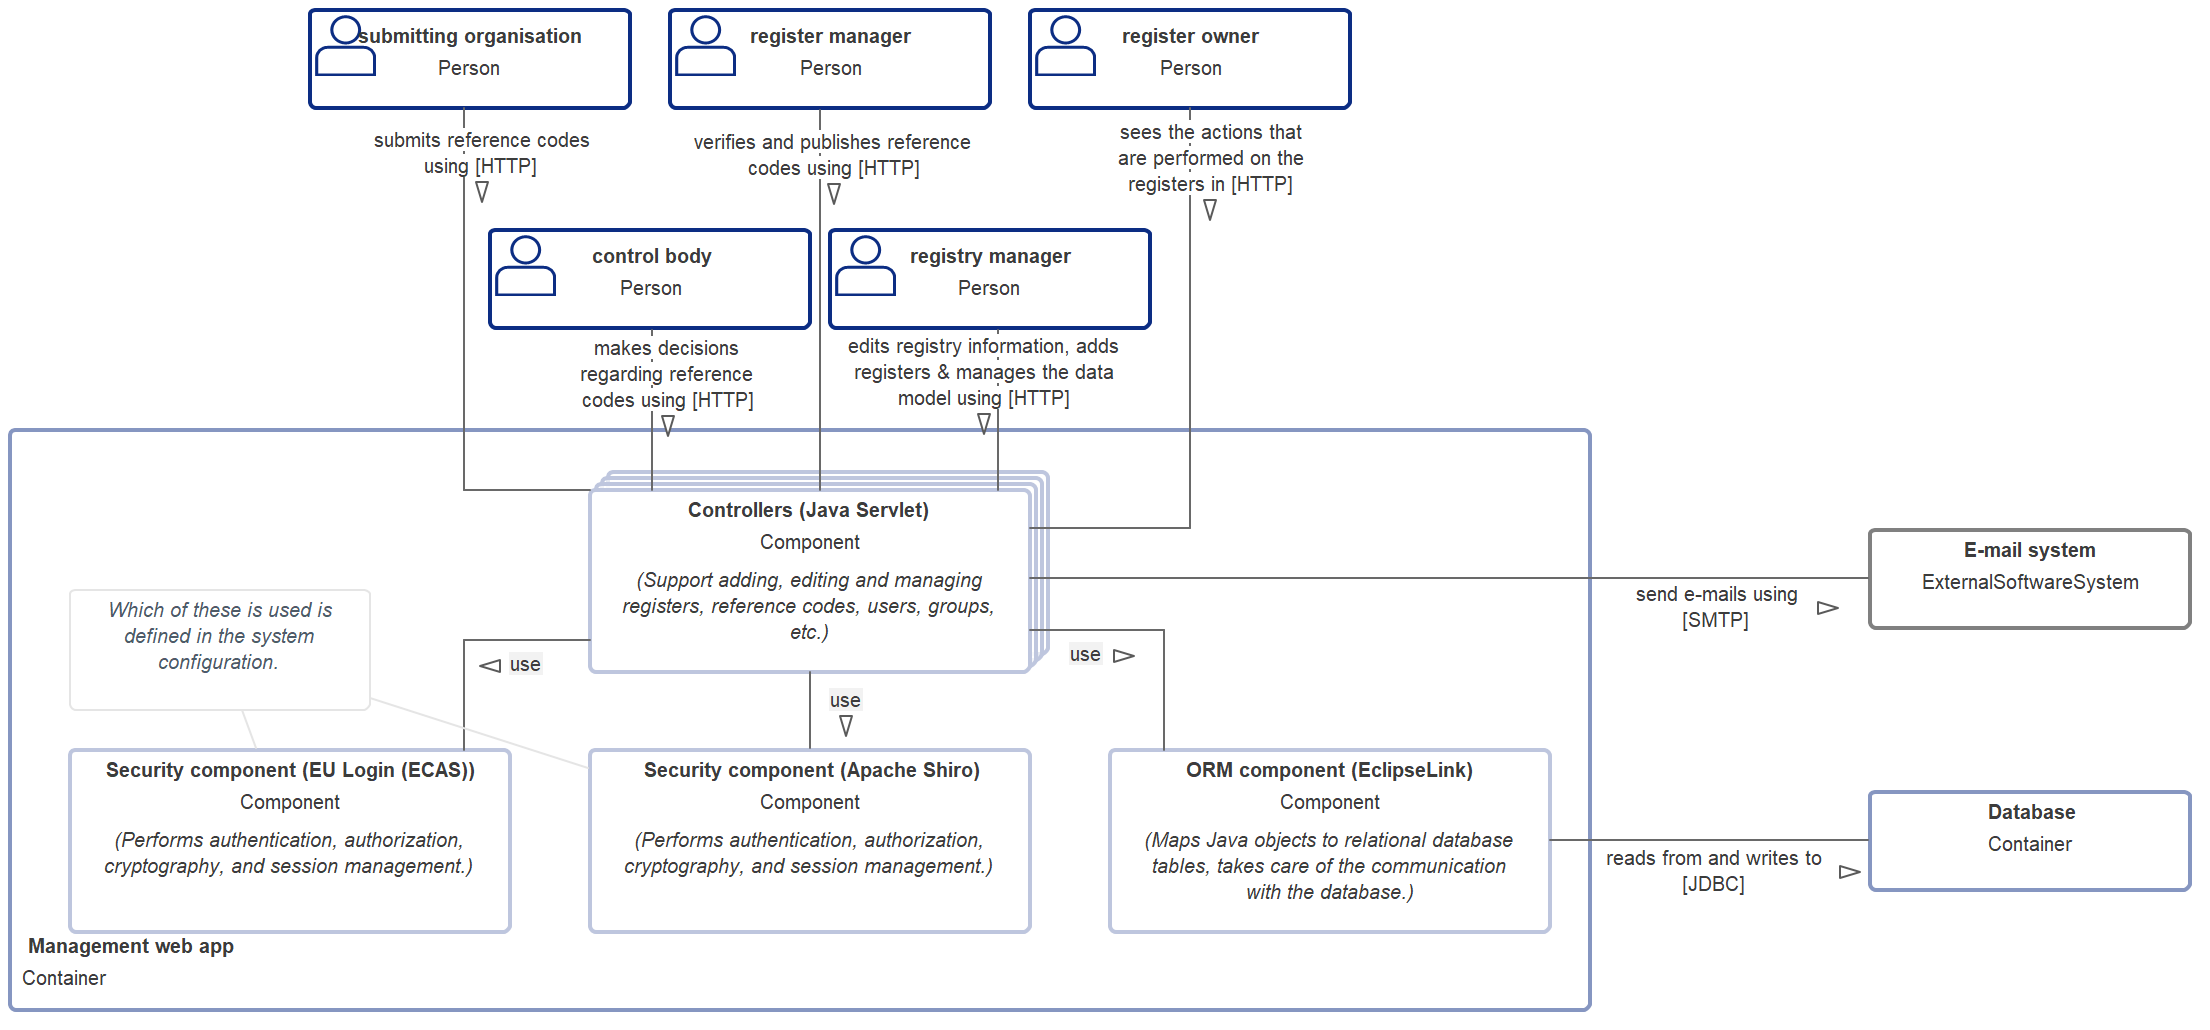 submitting organisation
Person
register manager
Person
register owner
Person
submits reference codes
using [HTTP]
verifies and publishes reference
codes using [HTTP]
sees the actions that
are performed on the
registers in [HTTP]
control body
Person
registry manager
Person
makes decisions
regarding reference
codes using [HTTP]
edits registry information, adds
registers & manages the data
model using [HTTP]
Controllers (Java Servlet)
Component
(Support adding, editing and managing
registers, reference codes, users, groups,
etc.)
E-mail system
ExternalSoftwareSystem
send e-mails using
[SMTP]
Which of these is used is
defined in the system
configuration.
use
use
use
Security component (EU Login (ECAS))
Component
(Performs authentication, authorization,
cryptography, and session management.)
Security component (Apache Shiro)
Component
(Performs authentication, authorization,
cryptography, and session management.)
ORM component (EclipseLink)
Component
(Maps Java objects to relational database
tables, takes care of the communication
with the database.)
Database
Container
reads from and writes to
[JDBC]
Management web app
Container